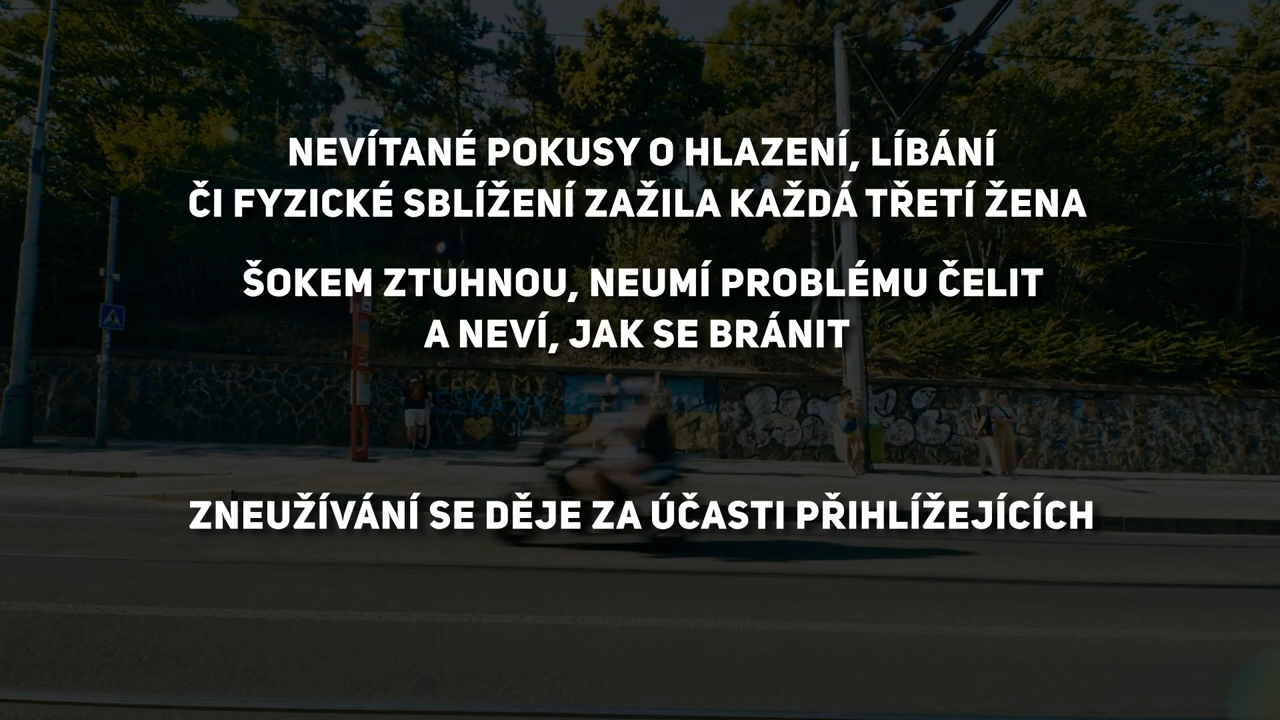 NEVÍTANÉ POKUSY O HLAZENÍ, LÍBÁNÍ
ČI FYZICKÉ SBLÍŽENÍ ZAŽILA KAŽDÁ TŘETÍ ŽENA
ŠOKEM ZTUHNOU, NEUMÍ PROBLÉMU ČELIT
A NEVÍ, JAK SE BRÁNIT
ZNEUŽÍVÁNÍ SE DĚJE ZA ÚČASTI PŘIHLÍŽEJÍCÍCH